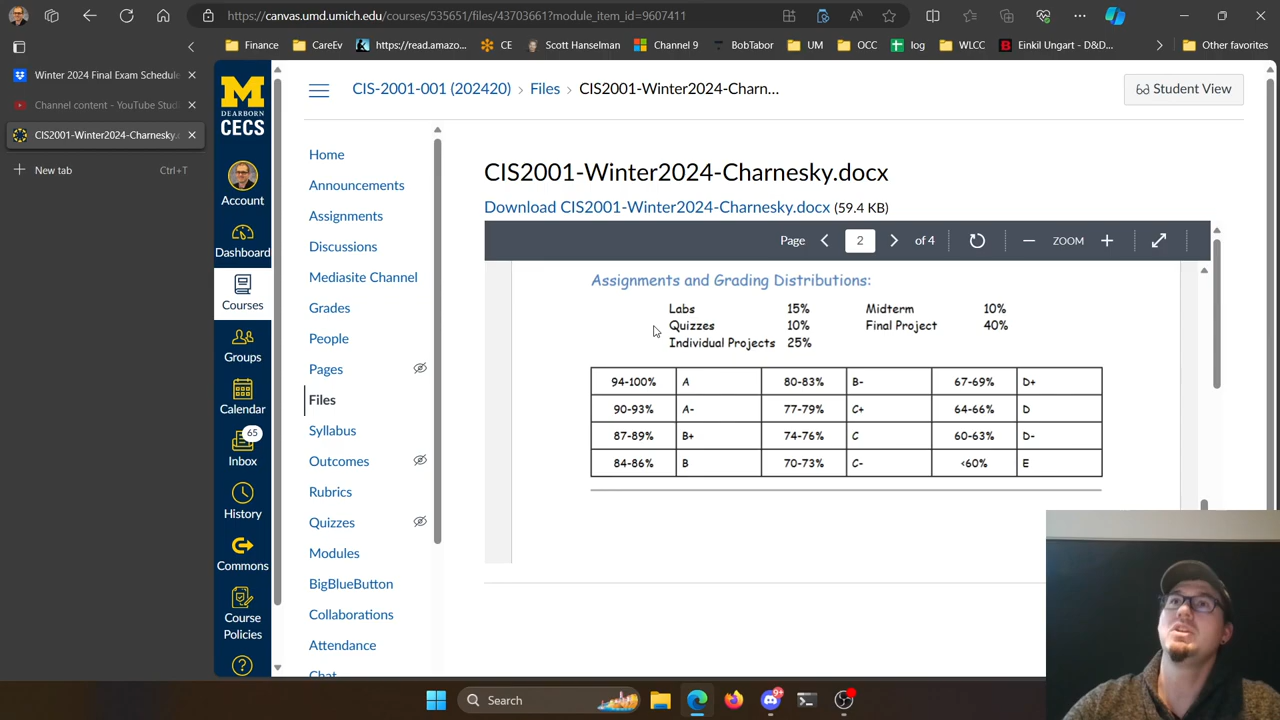 https://canvas.umd.umich.edu/courses/535651/files/43703661?module_item_id=9607411
Finance
CareEv
https://read.amazo...
CE
Scott Hanselman
Channel 9
BobTabor
UM
OCC
log
WLCC
Einkil Ungart - D&D...
Other favorites
Winter 2024 Final Exam Schedule
Channel content - YouTube Studi
CIS2001-Winter2024-Charnesky.
New tab
Ctrl+T
M
DEARBORN
CECS
Account
Dashboard
Courses
Groups
Calendar
65
Inbox
History
Commons
Course
Policies
CIS-2001-001 (202420) › Files › CIS2001-Winter2024-Charn...
Student View
Home
Announcements
Assignments
Discussions
Mediasite Channel
Grades
People
Pages
Files
Syllabus
Outcomes
Rubrics
Quizzes
Modules
BigBlueButton
Collaborations
Attendance
Chat
CIS2001-Winter2024-Charnesky.docx
Download CIS2001-Winter2024-Charnesky.docx (59.4 KB)
Page 2 of 4 ZOOM
Assignments and Grading Distributions:
Labs 15% Midterm 10%
Quizzes 10% Final Project 40%
Individual Projects 25%
94-100% A 80-83% B- 67-69% D+
90-93% A- 77-79% C+ 64-66% D
87-89% B+ 74-76% C 60-63% D-
84-86% B 70-73% C- <60% E
Search
9+